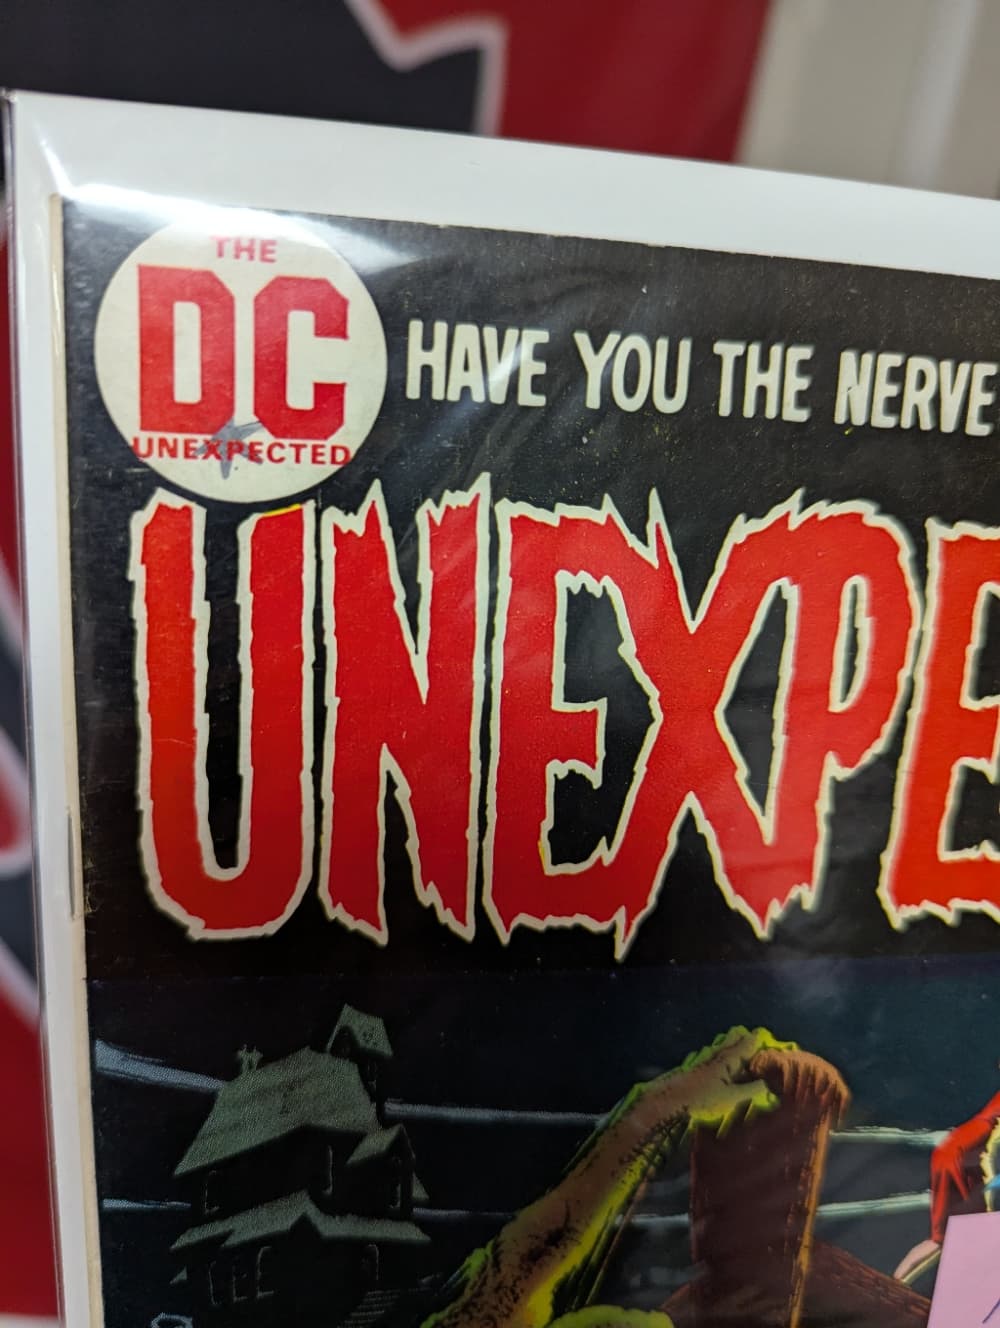 THE
DC
UNEXPECTED
HAVE YOU THE NERVE
UNEXPE